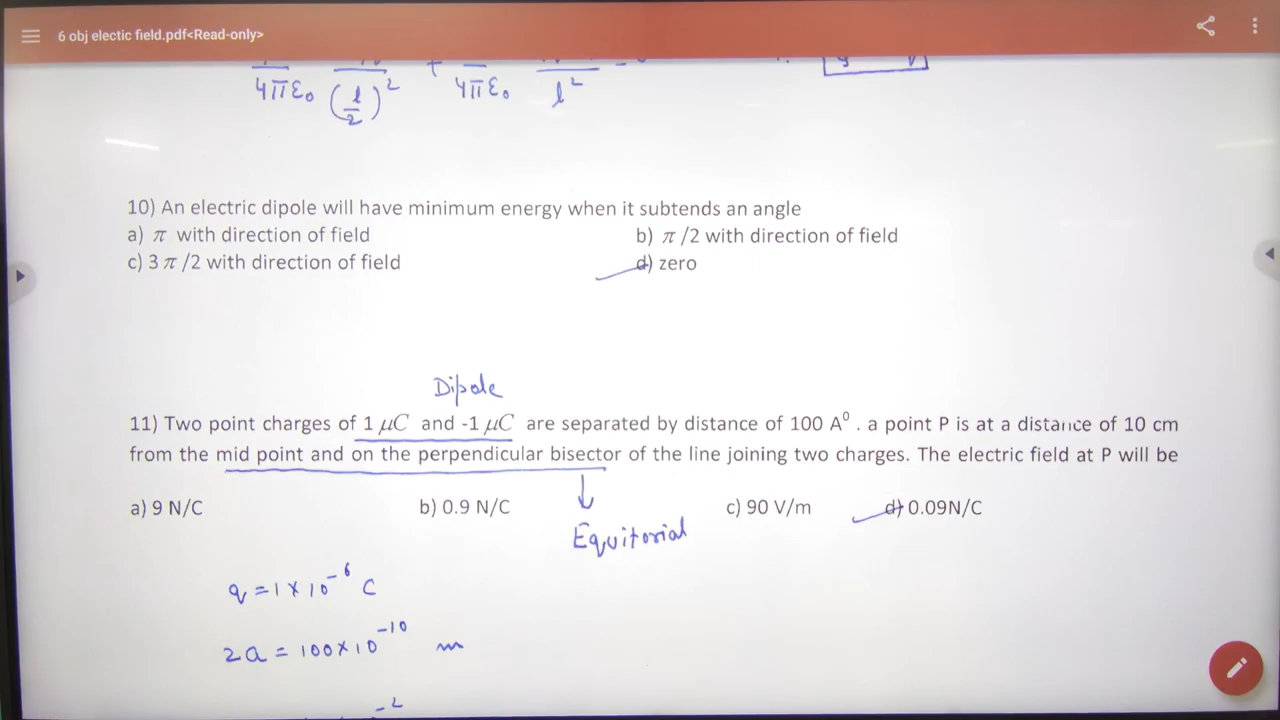 6 obj electic field.pdf<Read-only>
4πε₀ (l/2)² + 4πε₀ l²
10) An electric dipole will have minimum energy when it subtends an angle
a) π with direction of field b) π /2 with direction of field
c) 3 π /2 with direction of field d) zero
Dipole
11) Two point charges of 1 μC and -1 μC are separated by distance of 100 A⁰ . a point P is at a distance of 10 cm
from the mid point and on the perpendicular bisector of the line joining two charges. The electric field at P will be
a) 9 N/C b) 0.9 N/C c) 90 V/m d) 0.09N/C
Equitorial
q = 1 × 10⁻⁶ C
2a = 100 × 10⁻¹⁰ m